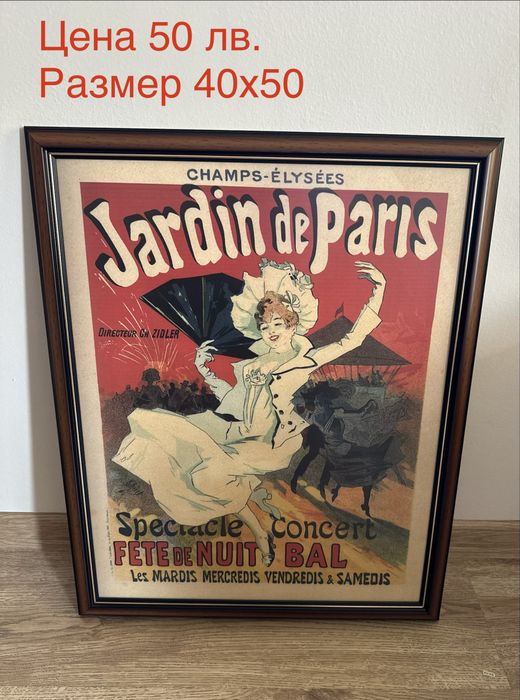 Цена 50 лв.
Размер 40x50
CHAMPS-ÉLYSÉES
Jardin de Paris
DIRECTEUR CH. ZIDLER
Spectacle Concert
FÊTE DE NUIT BAL
LES MARDIS MERCREDIS VENDREDIS & SAMEDIS